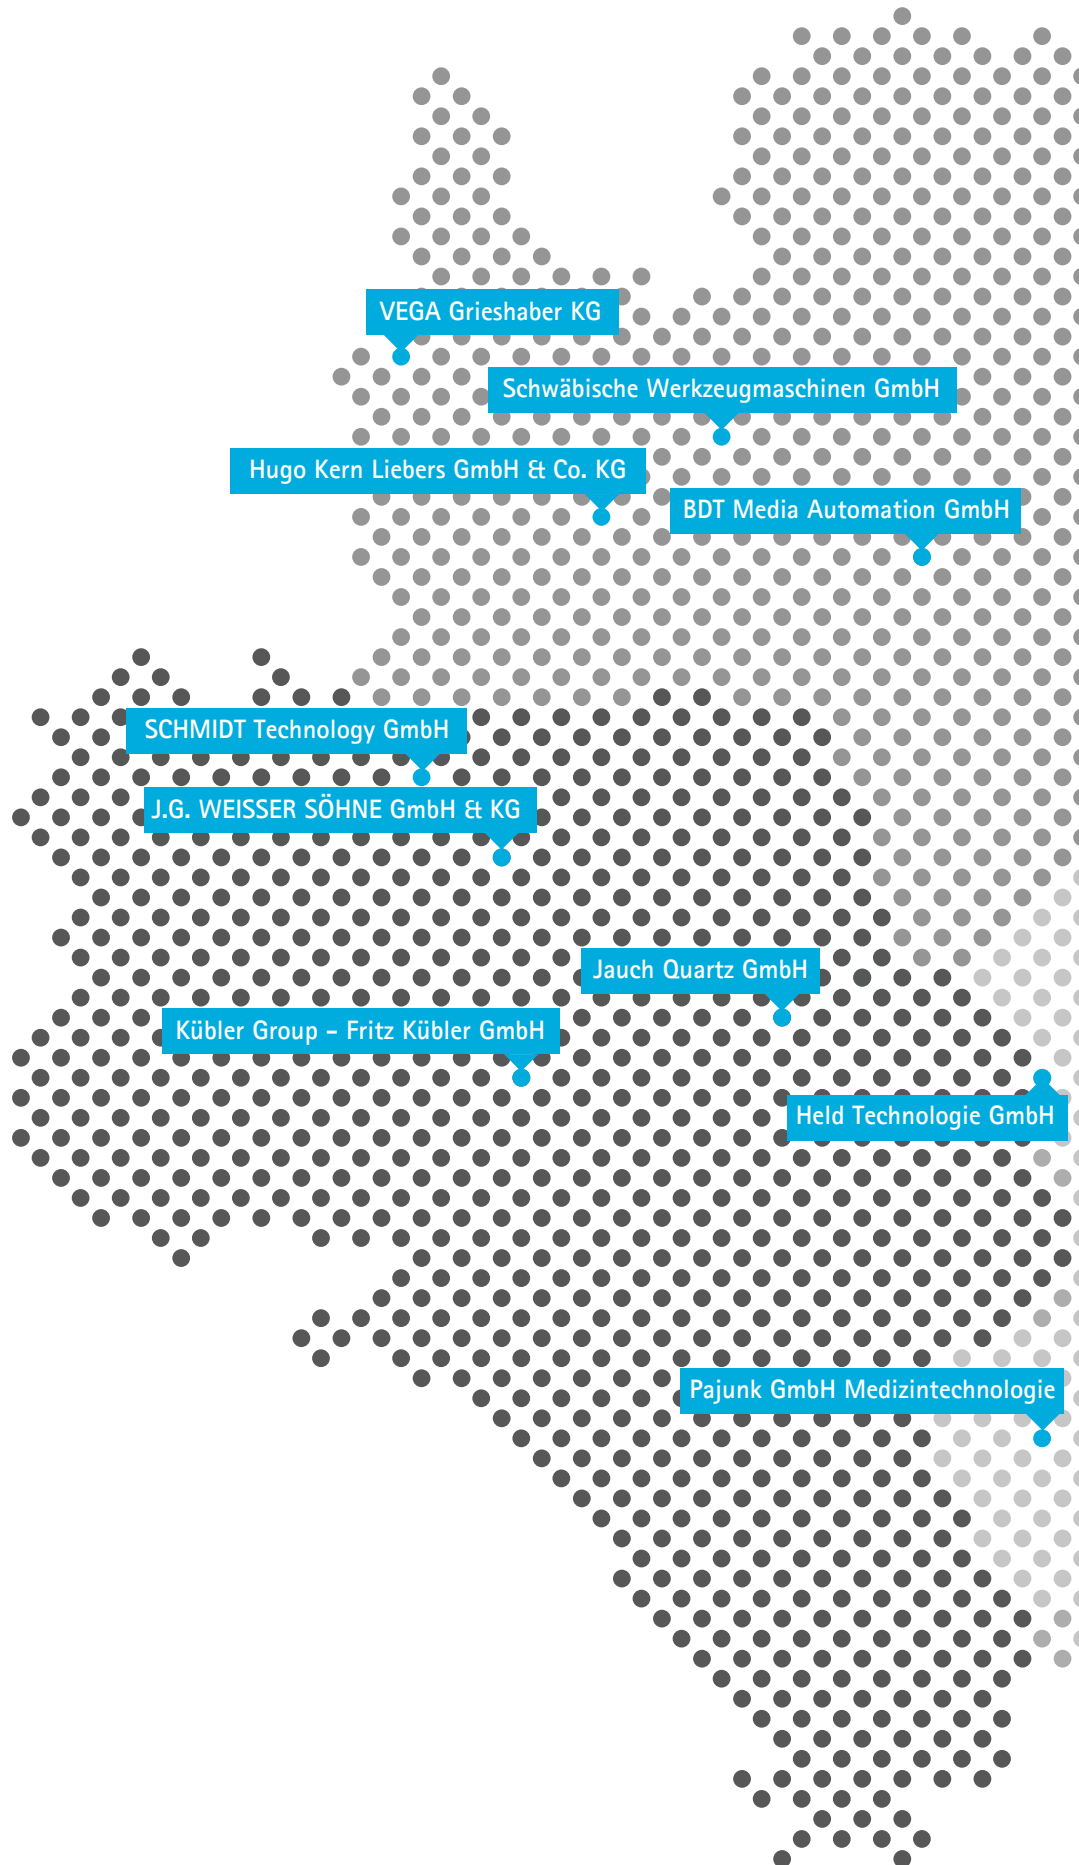 VEGA Grieshaber KG
Schwäbische Werkzeugmaschinen GmbH
Hugo Kern Liebers GmbH & Co. KG
BDT Media Automation GmbH
SCHMIDT Technology GmbH
J.G. WEISSER SÖHNE GmbH & KG
Jauch Quartz GmbH
Kübler Group – Fritz Kübler GmbH
Held Technologie GmbH
Pajunk GmbH Medizintechnologie